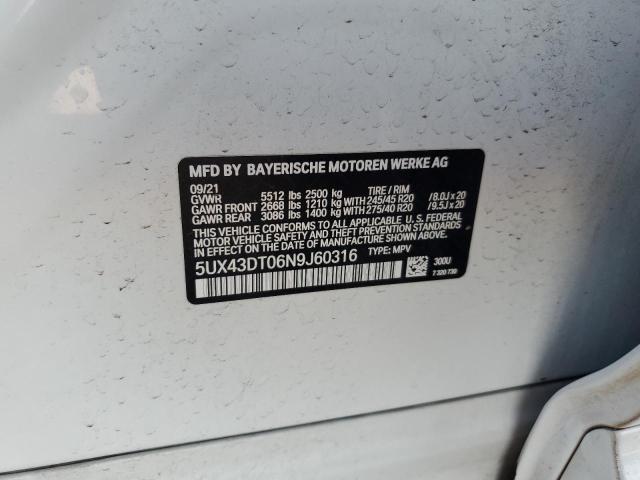 MFD BY BAYERISCHE MOTOREN WERKE AG
09/21 TIRE / RIM
GVWR 5512 lbs 2500 kg
GAWR FRONT 2668 lbs 1210 kg WITH 245/45 R20 /8.0J x 20
GAWR REAR 3086 lbs 1400 kg WITH 275/40 R20 /9.5J x 20
THIS VEHICLE CONFORMS TO ALL APPLICABLE U.S. FEDERAL
MOTOR VEHICLE SAFETY, BUMPER, AND THEFT PREVENTION
STANDARDS IN EFFECT ON THE DATE OF MANUFACTURE
SHOWN ABOVE.
5UX43DT06N9J60316 TYPE: MPV
300U
7 320 730